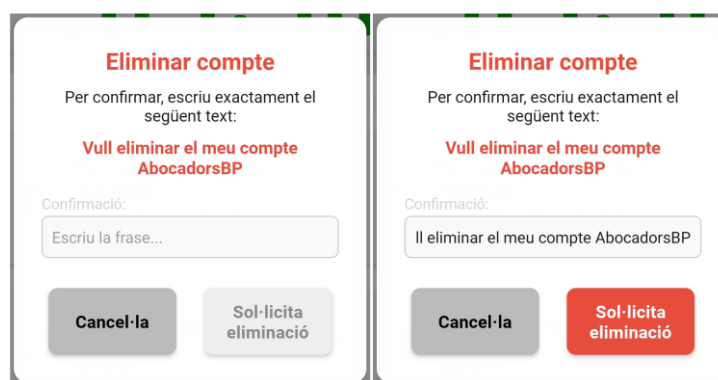 Eliminar compte
Per confirmar, escriu exactament el
següent text:
Vull eliminar el meu compte
AbocadorsBP
Confirmació:
Escriu la frase...
Cancel·la
Sol·licita
eliminació
Eliminar compte
Per confirmar, escriu exactament el
següent text:
Vull eliminar el meu compte
AbocadorsBP
Confirmació:
ll eliminar el meu compte AbocadorsBP
Cancel·la
Sol·licita
eliminació